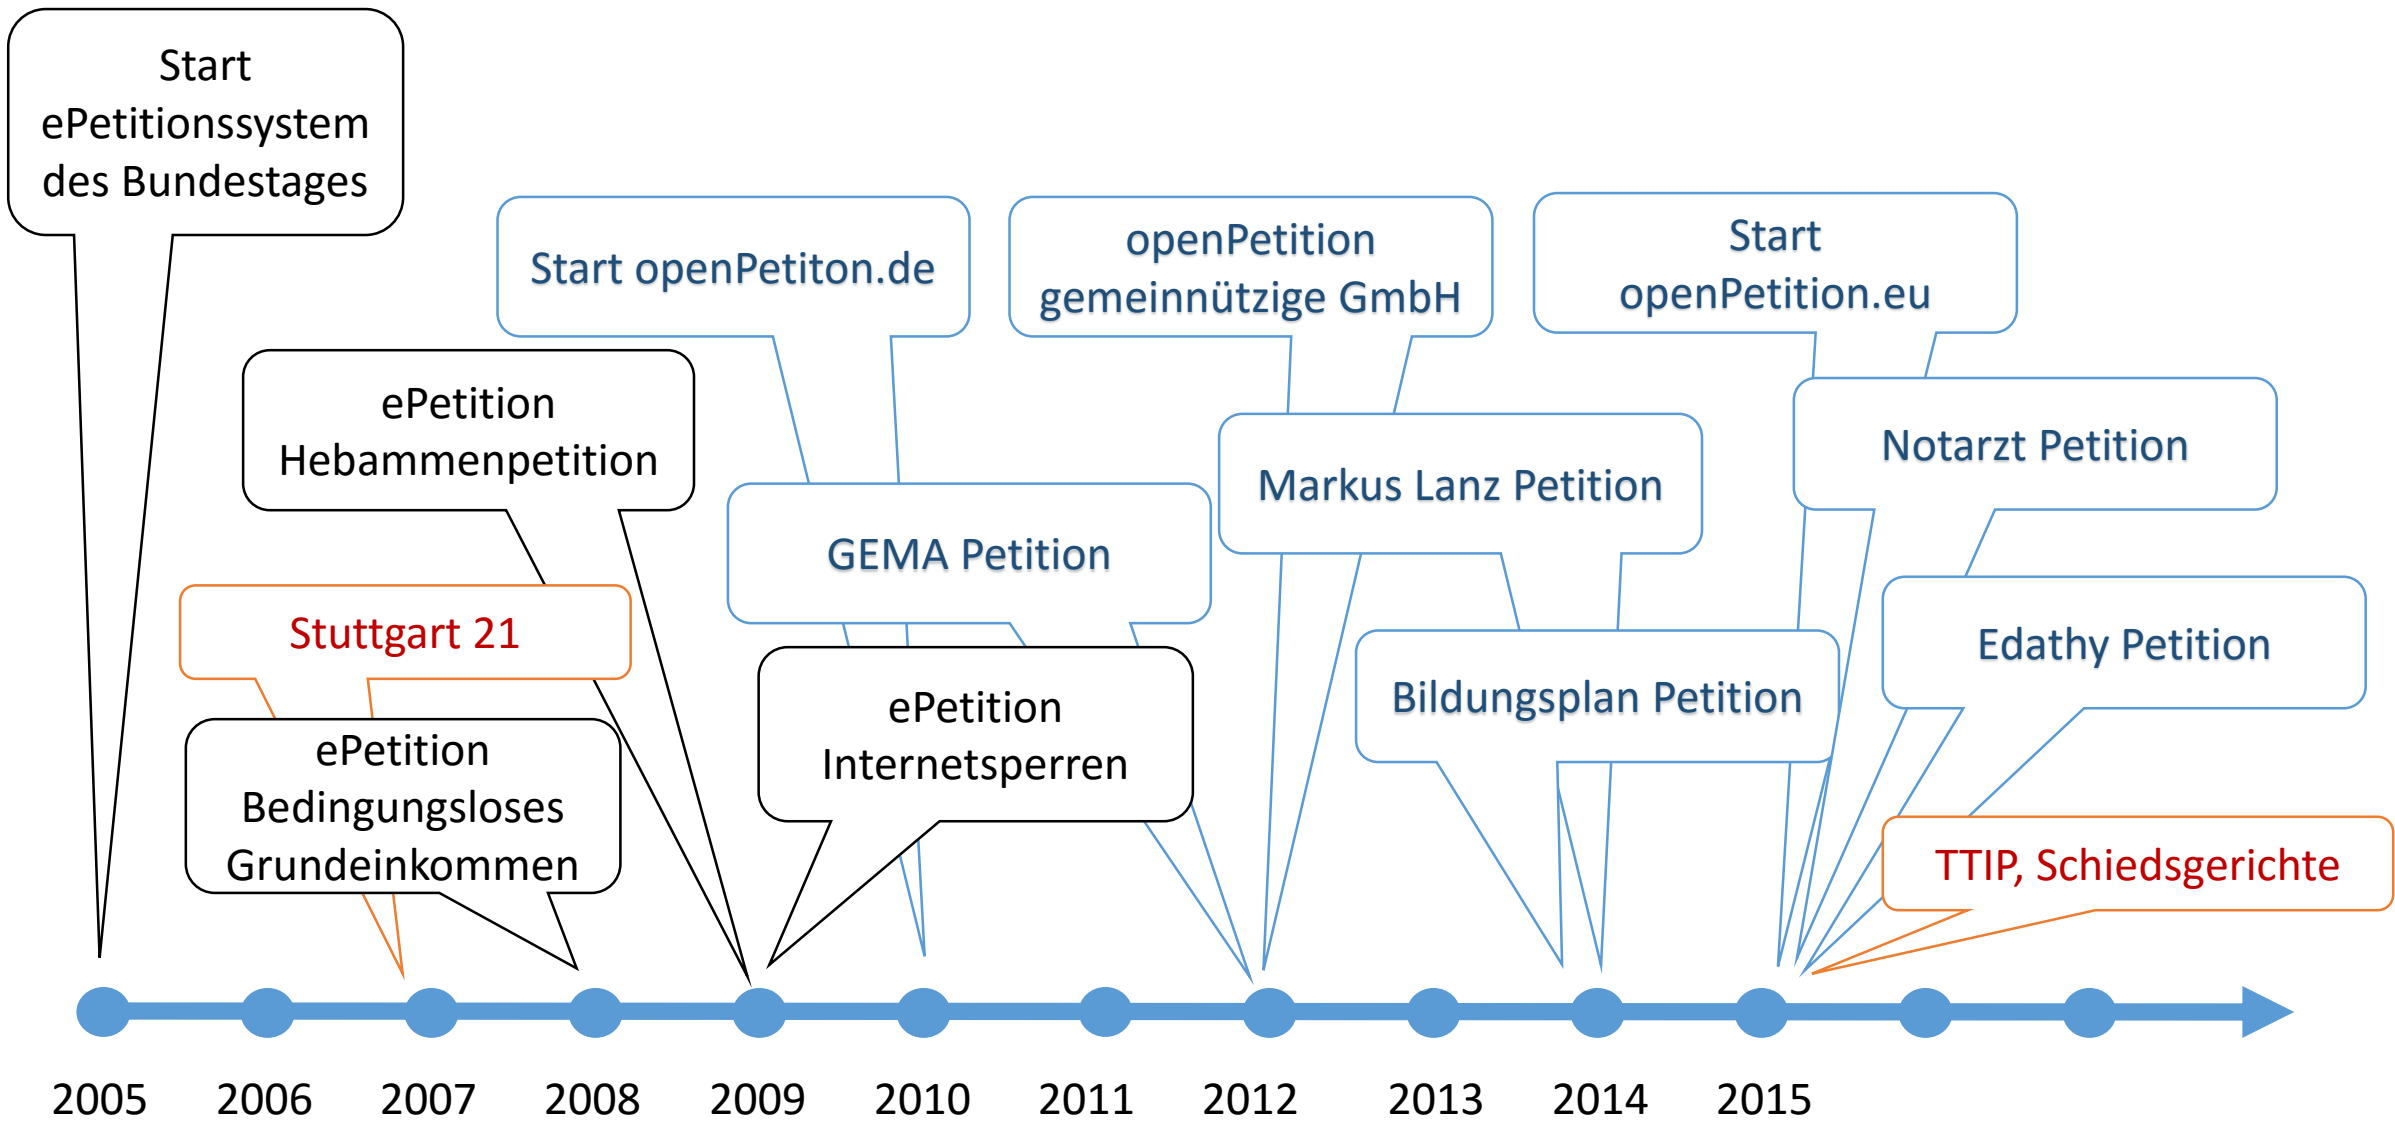 Start
ePetitionssystem
des Bundestages
Start openPetiton.de
openPetition
gemeinnützige GmbH
Start
openPetition.eu
ePetition
Hebammenpetition
Markus Lanz Petition
Notarzt Petition
GEMA Petition
Stuttgart 21
Edathy Petition
ePetition
Internetsperren
Bildungsplan Petition
ePetition
Bedingungsloses
Grundeinkommen
TTIP, Schiedsgerichte
2005 2006 2007 2008 2009 2010 2011 2012 2013 2014 2015